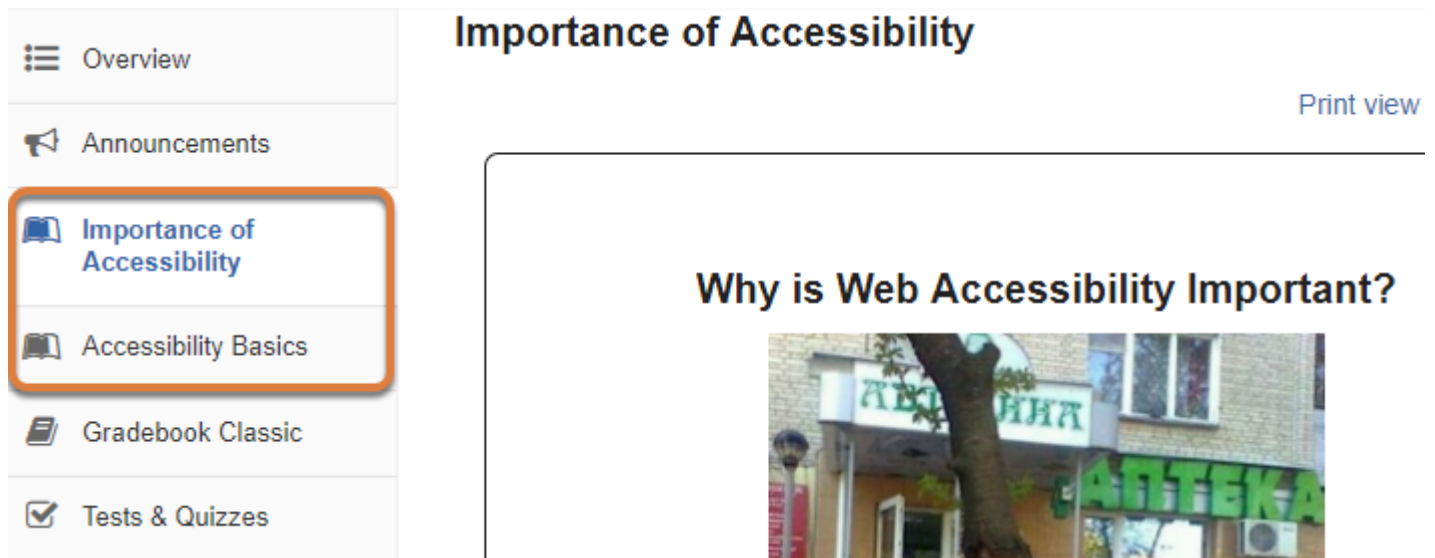 Overview
Announcements
Importance of
Accessibility
Accessibility Basics
Gradebook Classic
Tests & Quizzes
Importance of Accessibility
Print view
Why is Web Accessibility Important?
АПТЕКА